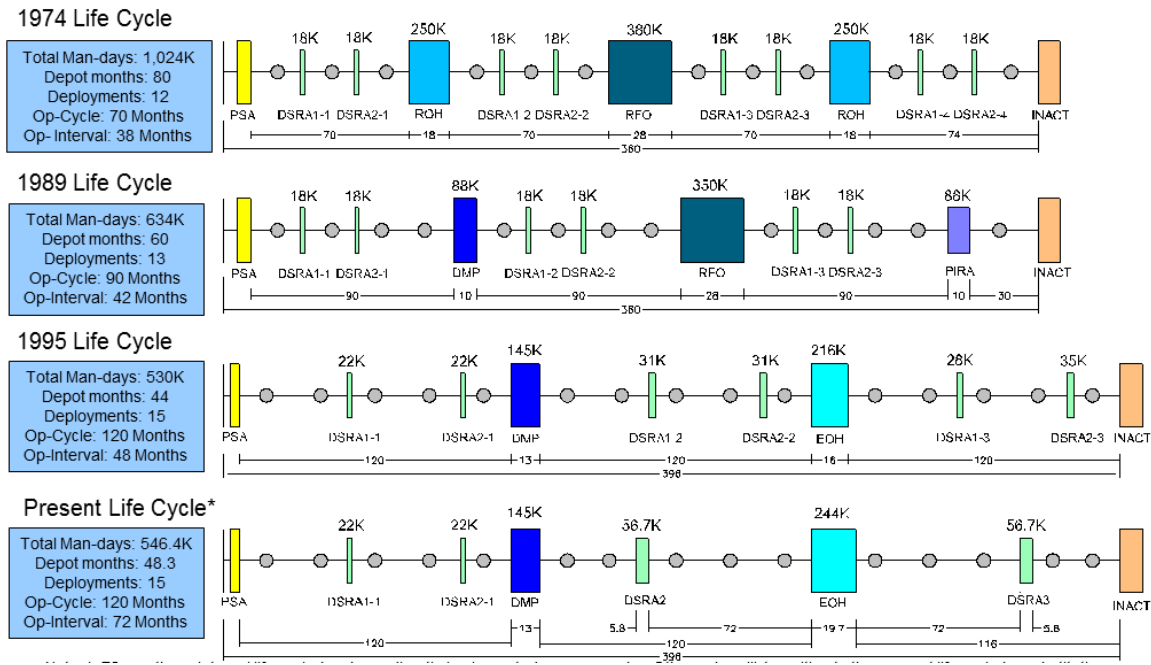 1974 Life Cycle
Total Man-days: 1,024K
Depot months: 80
Deployments: 12
Op-Cycle: 70 Months
Op- Interval: 38 Months
18K 18K 250K 18K 18K 380K 18K 18K 250K 18K 18K
PSA DSRA1-1 DSRA2-1 ROH DSRA1 2 DSRA2-2 RFO DSRA1-3 DSRA2-3 ROH DSRA1-4 DSRA2-4 INACT
70 18 70 28 70 18 74
380
1989 Life Cycle
Total Man-days: 634K
Depot months: 60
Deployments: 13
Op-Cycle: 90 Months
Op-Interval: 42 Months
18K 18K 88K 18K 18K 350K 18K 18K 88K
PSA DSRA1-1 DSRA2-1 DMP DSRA1-2 DSRA2-2 RFO DSRA1-3 DSRA2-3 PIRA INACT
90 10 90 28 90 10 30
380
1995 Life Cycle
Total Man-days: 530K
Depot months: 44
Deployments: 15
Op-Cycle: 120 Months
Op-Interval: 48 Months
22K 22K 145K 31K 31K 216K 26K 35K
PSA DSRA1-1 DSRA2-1 DMP DSRA1 2 DSRA2-2 EOH DSRA1-3 DSRA2-3 INACT
120 13 120 16 120
396
Present Life Cycle*
Total Man-days: 546.4K
Depot months: 48.3
Deployments: 15
Op-Cycle: 120 Months
Op-Interval: 72 Months
22K 22K 145K 56.7K 244K 56.7K
PSA DSRA1-1 DSRA2-1 DMP DSRA2 EOH DSRA3 INACT
13 5.8 72 19.7 72 5.8
120 120 116
396